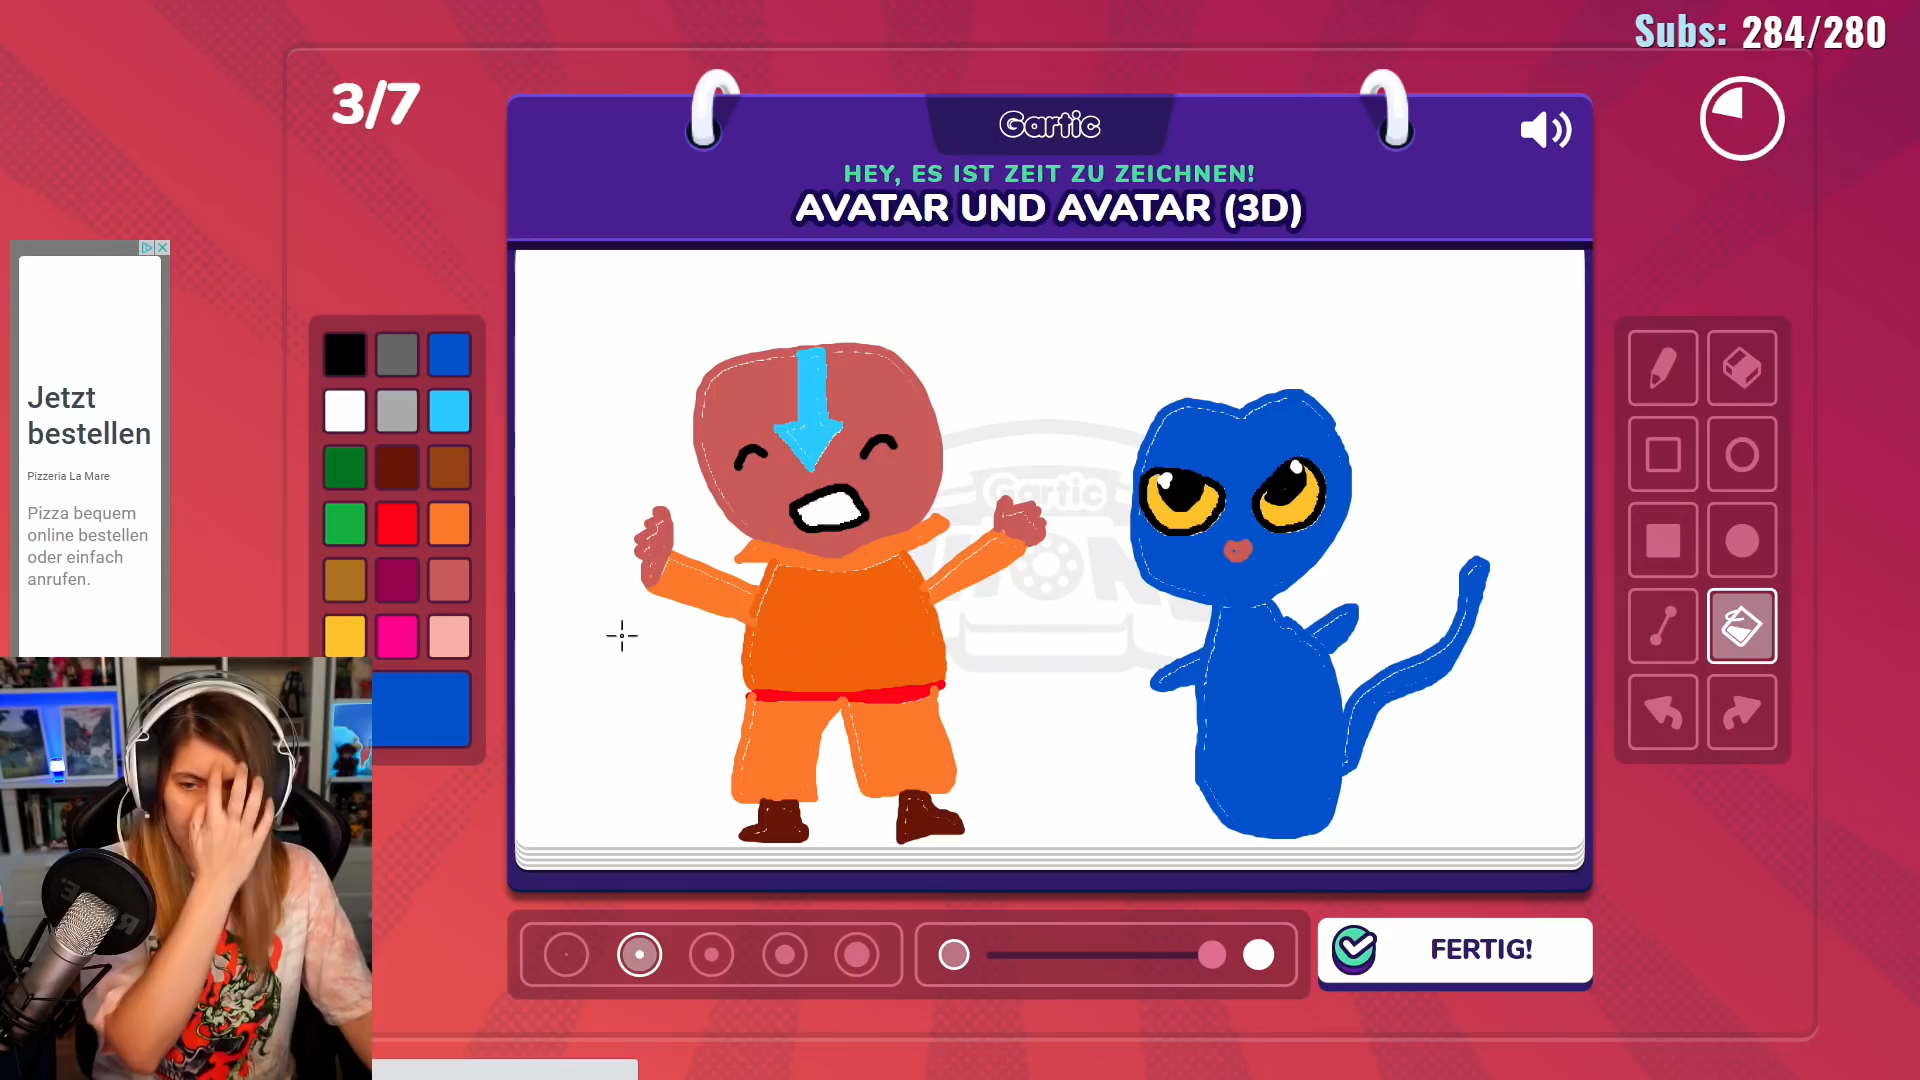 Subs: 284/280
3/7
Gartic
HEY, ES IST ZEIT ZU ZEICHNEN!
AVATAR UND AVATAR (3D)
Jetzt
bestellen
Pizzeria La Mare
Pizza bequem
online bestellen
oder einfach
anrufen.
Gartic
FERTIG!